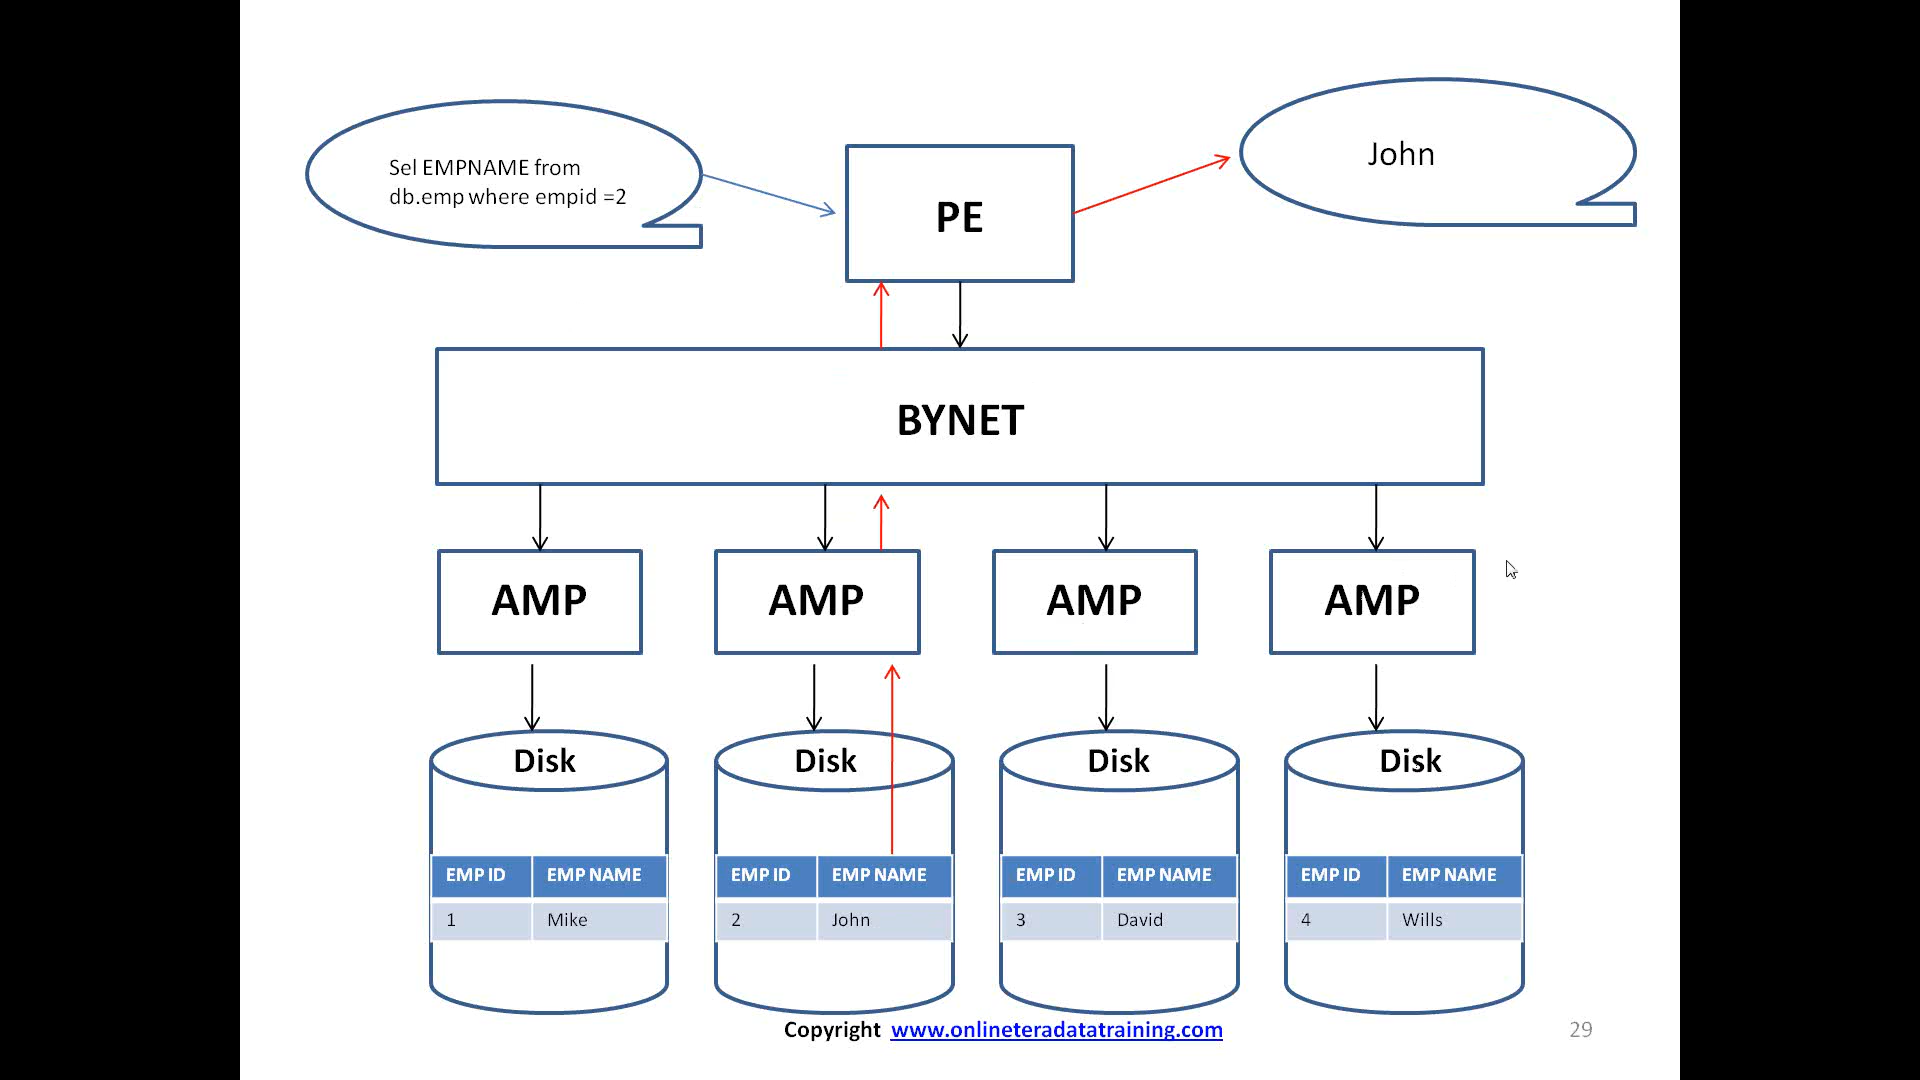 Sel EMPNAME from
db.emp where empid =2
PE
John
BYNET
AMP
AMP
AMP
AMP
Disk
Disk
Disk
Disk
EMP ID EMP NAME
1 Mike
EMP ID EMP NAME
2 John
EMP ID EMP NAME
3 David
EMP ID EMP NAME
4 Wills
Copyright www.onlineteradatatraining.com
29